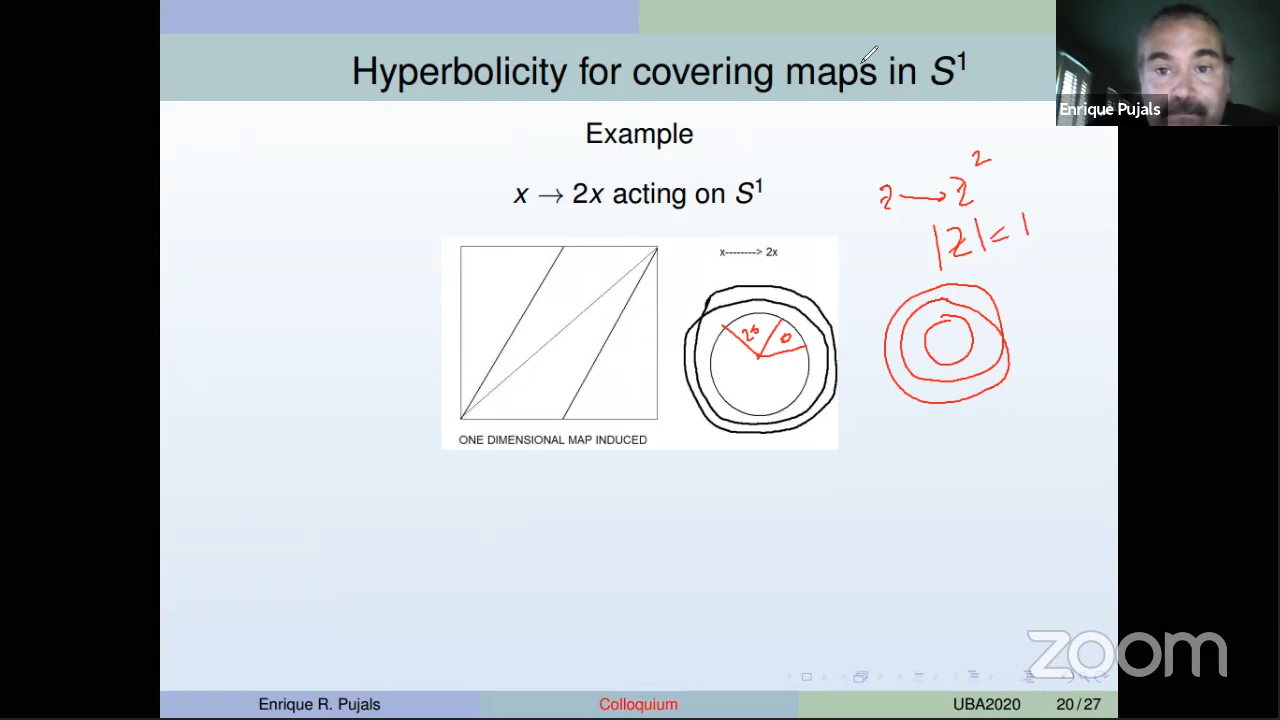 Hyperbolicity for covering maps in S¹
Enrique Pujals
Example
x → 2x acting on S¹
z → z²
|z| = 1
x--------> 2x
2θ
θ
ONE DIMENSIONAL MAP INDUCED
zoom
Enrique R. Pujals
Colloquium
UBA2020
20 / 27